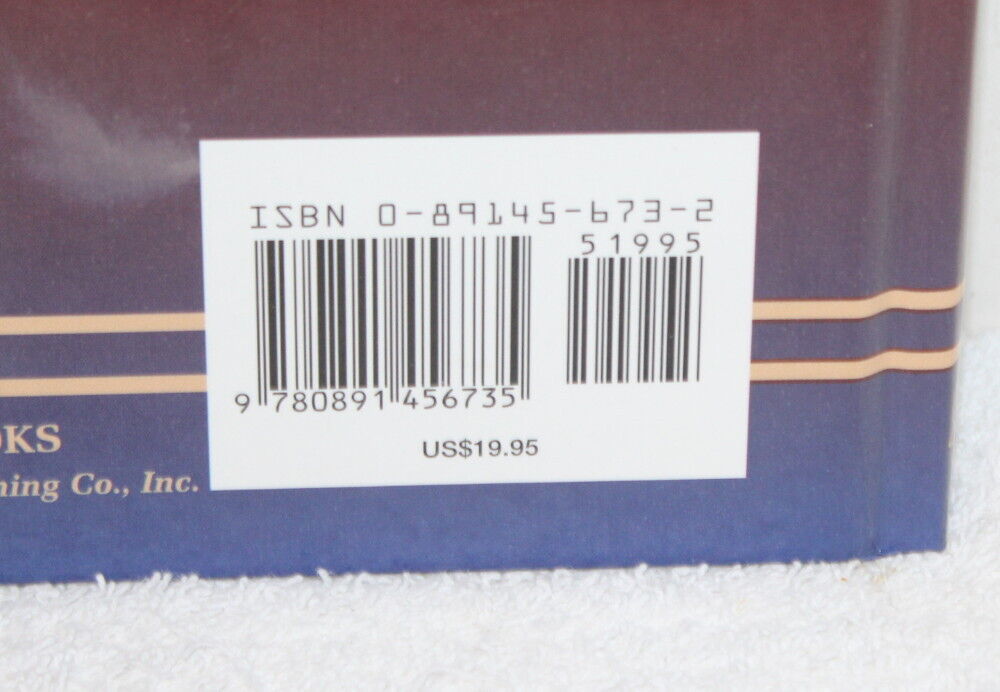 ISBN 0-89145-673-2
51995
9 780891 456735
US$19.95
OKS
ning Co., Inc.